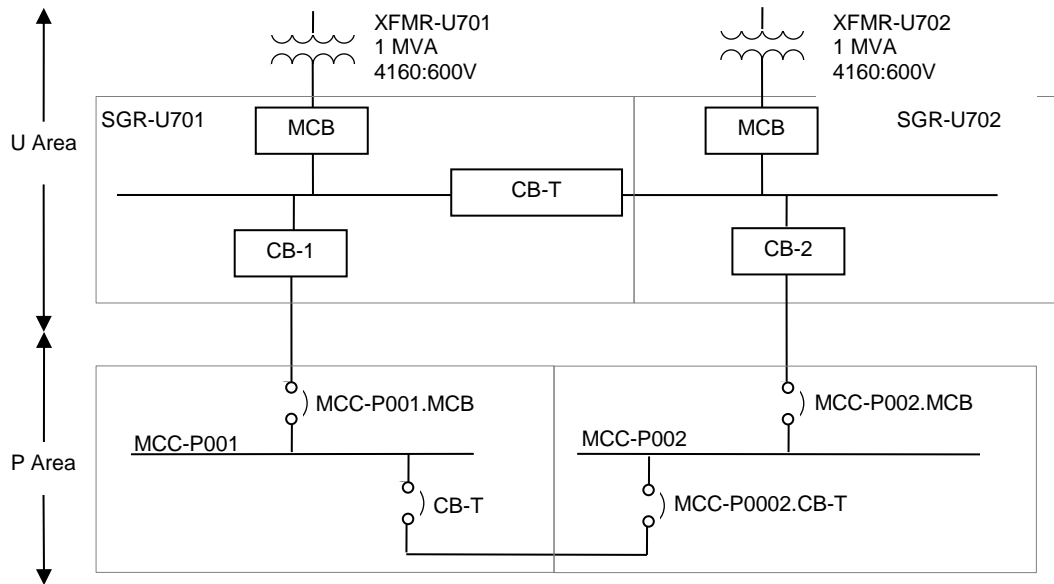 XFMR-U701
1 MVA
4160:600V
XFMR-U702
1 MVA
4160:600V
SGR-U701
MCB
MCB
SGR-U702
U Area
CB-T
CB-1
CB-2
MCC-P001.MCB
MCC-P002.MCB
MCC-P001
MCC-P002
P Area
CB-T
MCC-P0002.CB-T